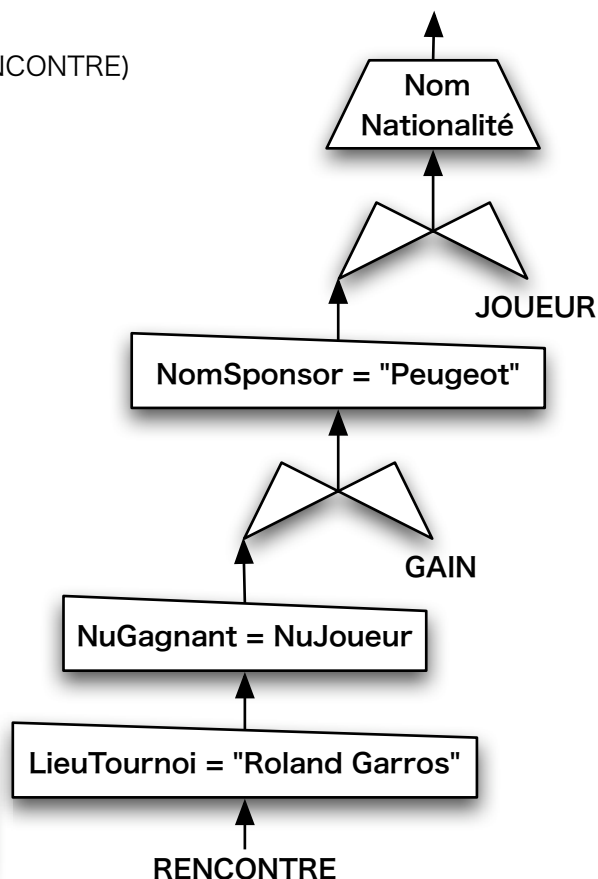 Nom
Nationalité
JOUEUR
NomSponsor = "Peugeot"
GAIN
NuGagnant = NuJoueur
LieuTournoi = "Roland Garros"
RENCONTRE